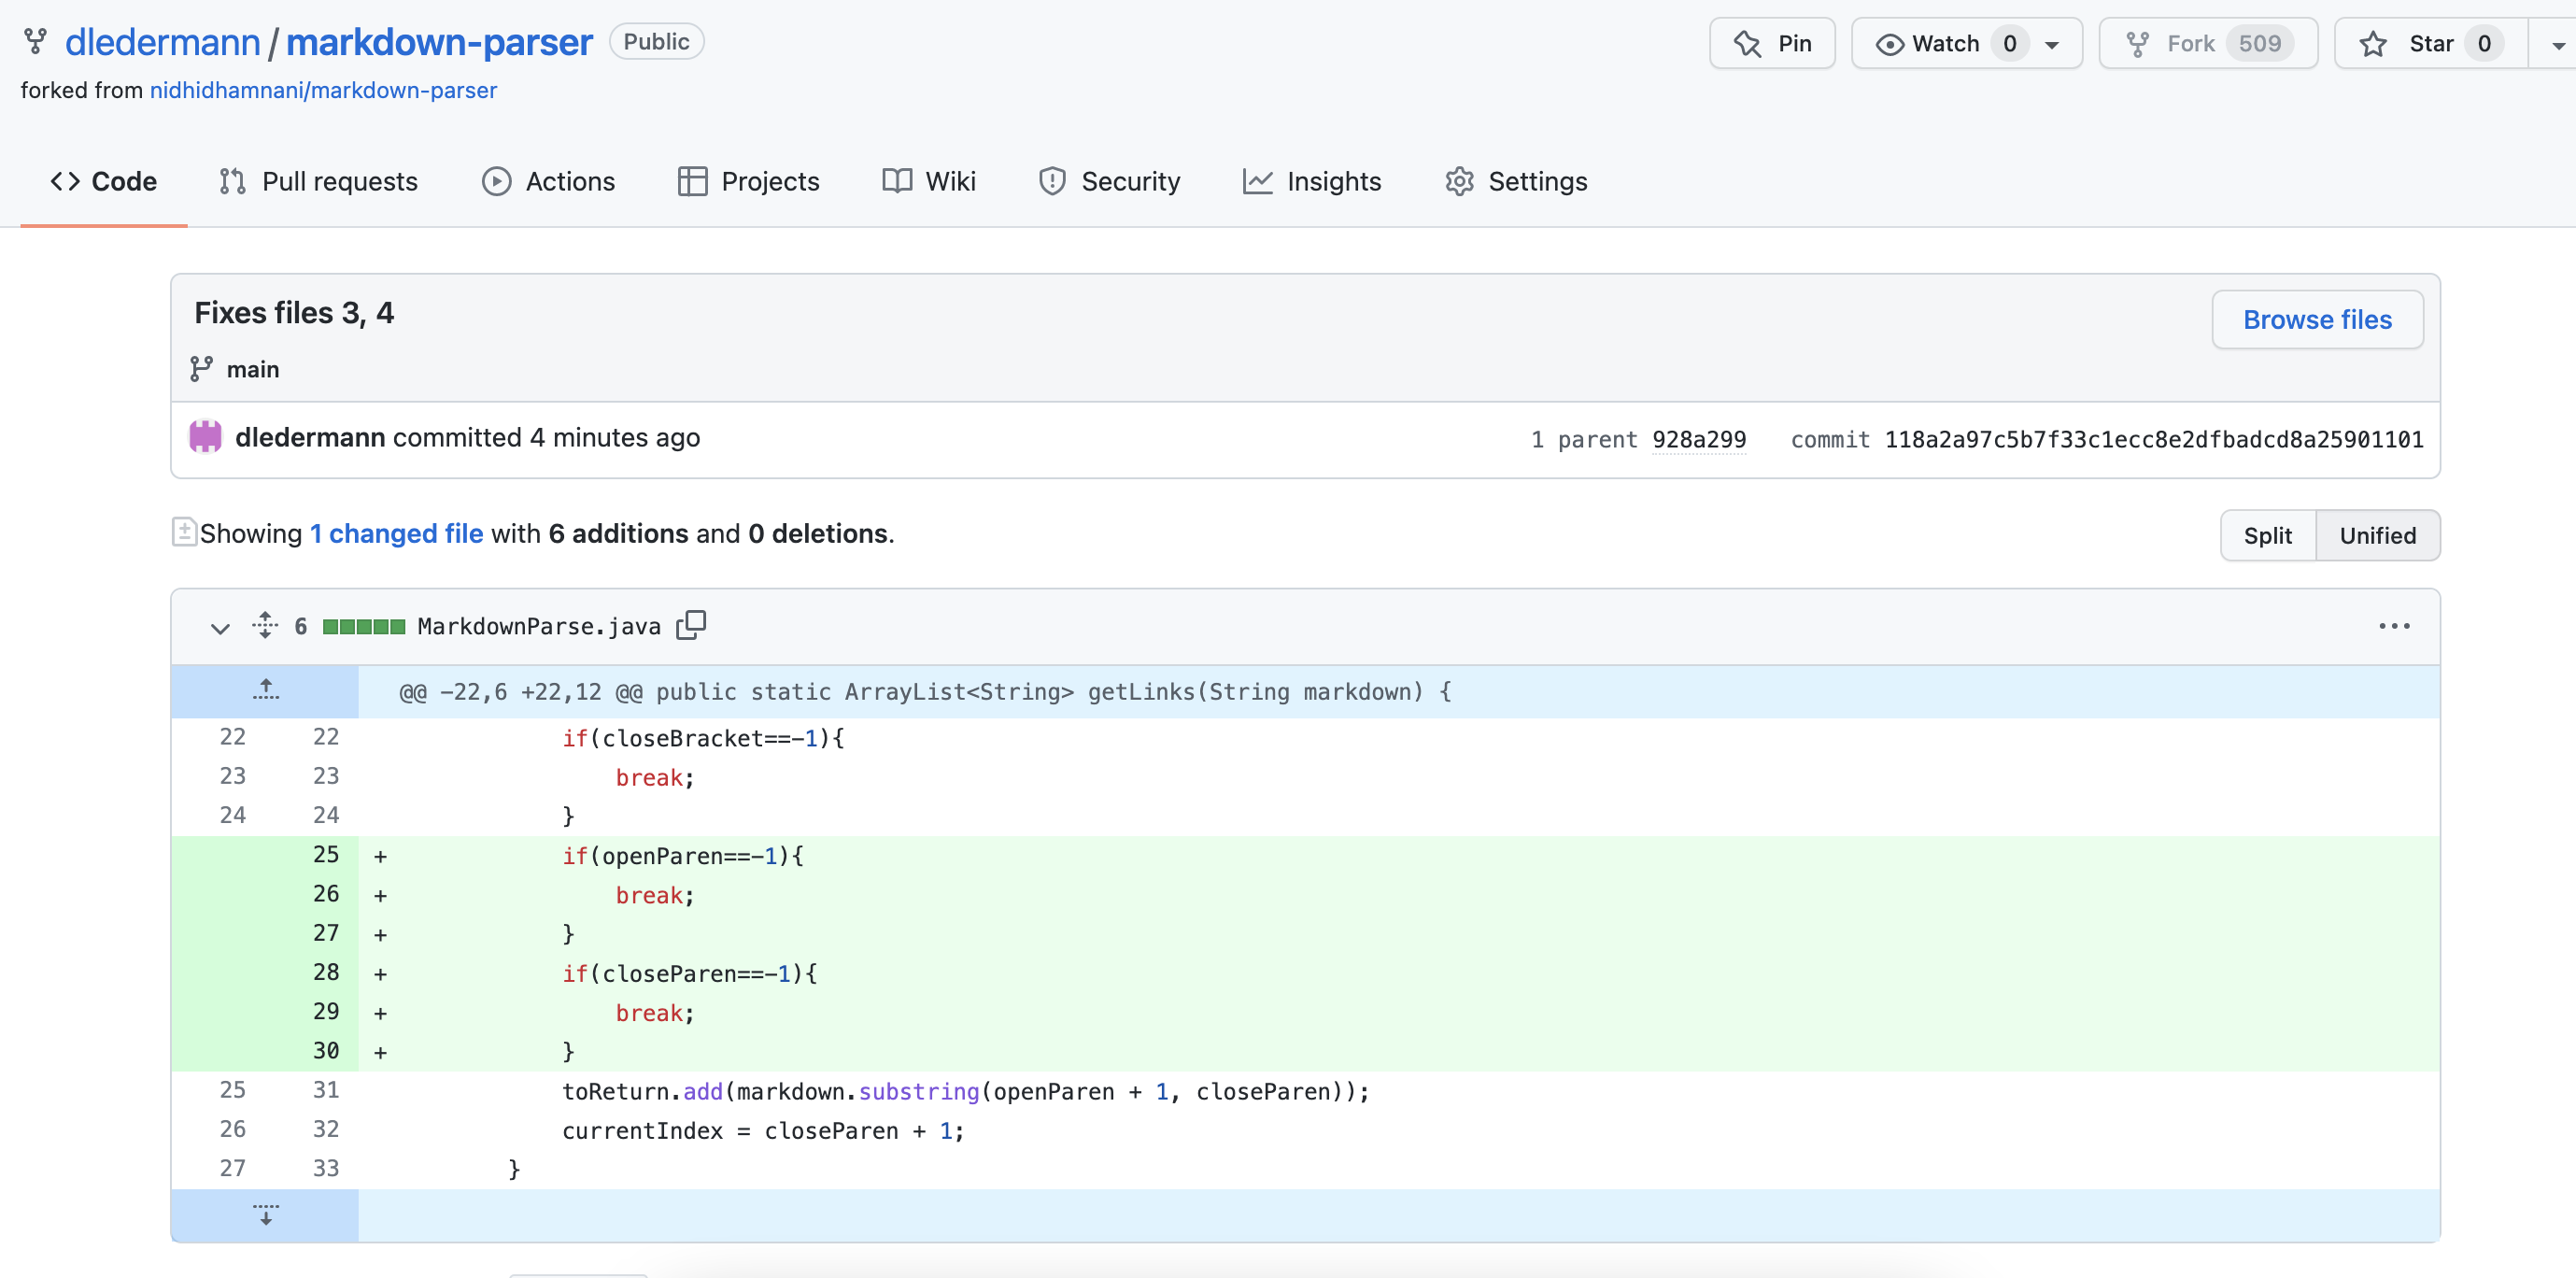 dledermann / markdown-parser Public Pin Watch 0 Fork 509 Star 0
forked from nidhidhamnani/markdown-parser
Code Pull requests Actions Projects Wiki Security Insights Settings
Fixes files 3, 4
Browse files
main
dledermann committed 4 minutes ago 1 parent 928a299 commit 118a2a97c5b7f33c1ecc8e2dfbadcd8a25901101
Showing 1 changed file with 6 additions and 0 deletions. Split Unified
6 MarkdownParse.java
@@ -22,6 +22,12 @@ public static ArrayList<String> getLinks(String markdown) {
22 22 if(closeBracket==-1){
23 23 break;
24 24 }
25 + if(openParen==-1){
26 + break;
27 + }
28 + if(closeParen==-1){
29 + break;
30 + }
25 31 toReturn.add(markdown.substring(openParen + 1, closeParen));
26 32 currentIndex = closeParen + 1;
27 33 }